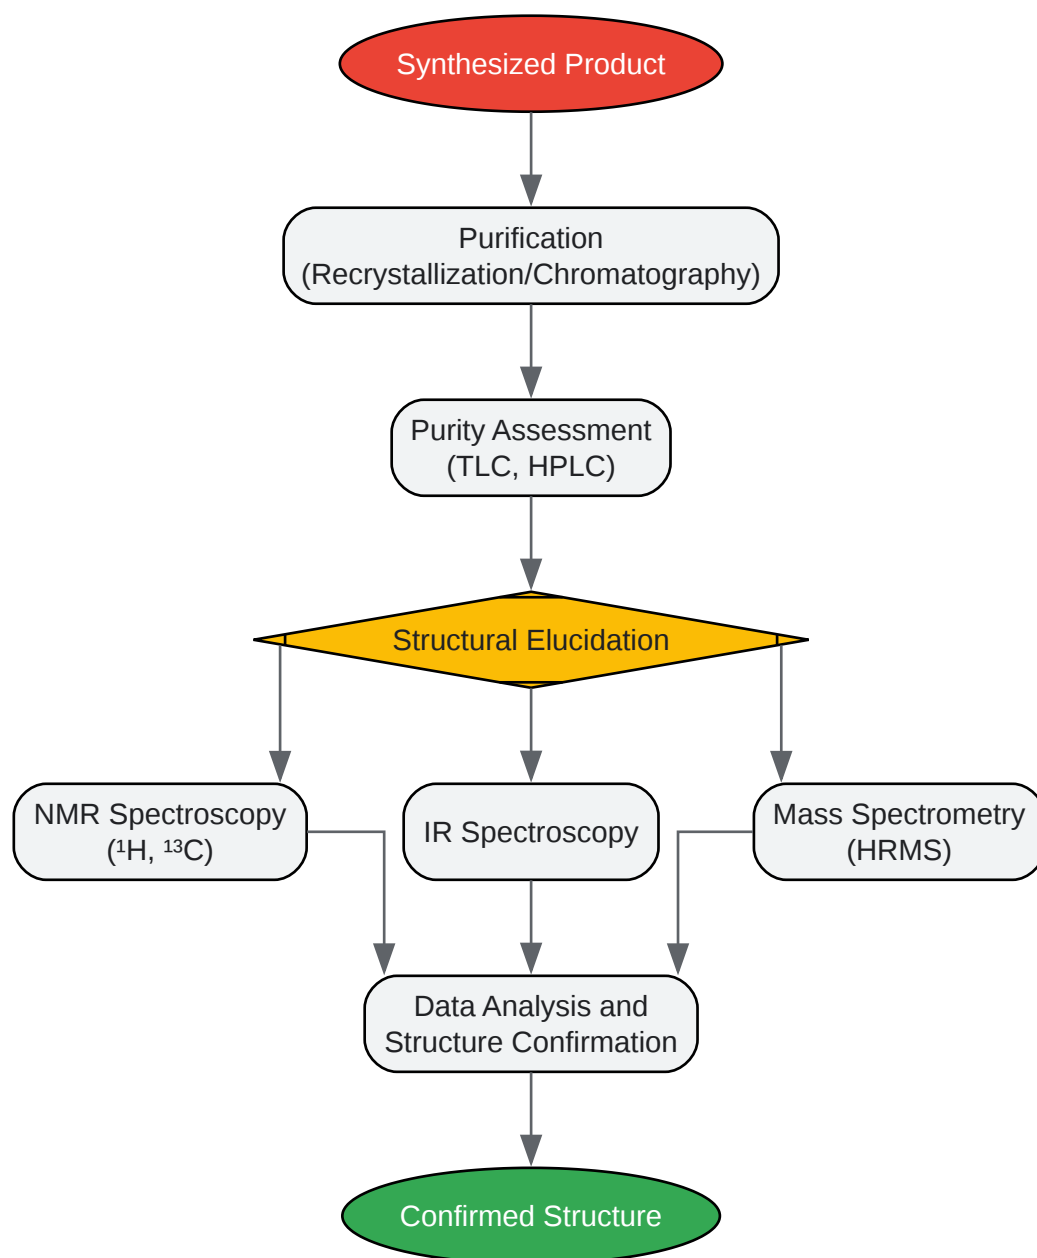 Synthesized Product
Purification
(Recrystallization/Chromatography)
Purity Assessment
(TLC, HPLC)
Structural Elucidation
NMR Spectroscopy
(¹H, ¹³C)
IR Spectroscopy
Mass Spectrometry
(HRMS)
Data Analysis and
Structure Confirmation
Confirmed Structure